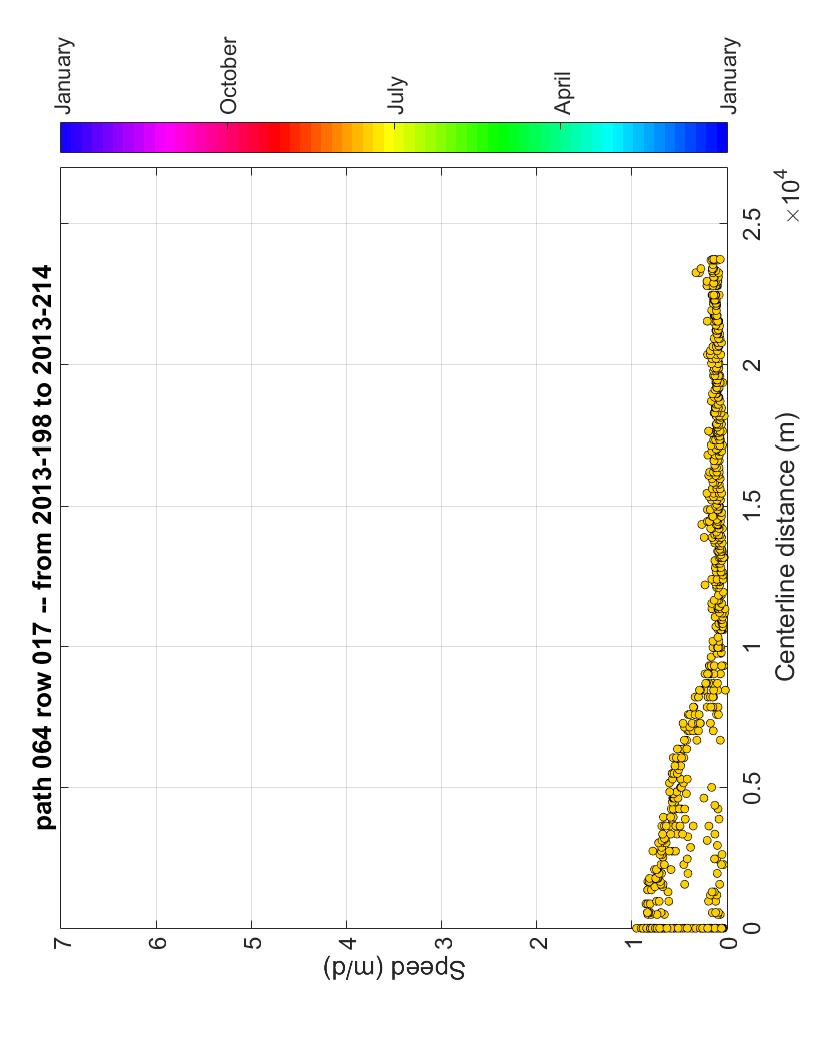 path 064 row 017 -- from 2013-198 to 2013-214
7
6
5
4
3
2
1
0
Speed (m/d)
0
0.5
1
1.5
2
2.5
Centerline distance (m)
×10^4
January
October
July
April
January